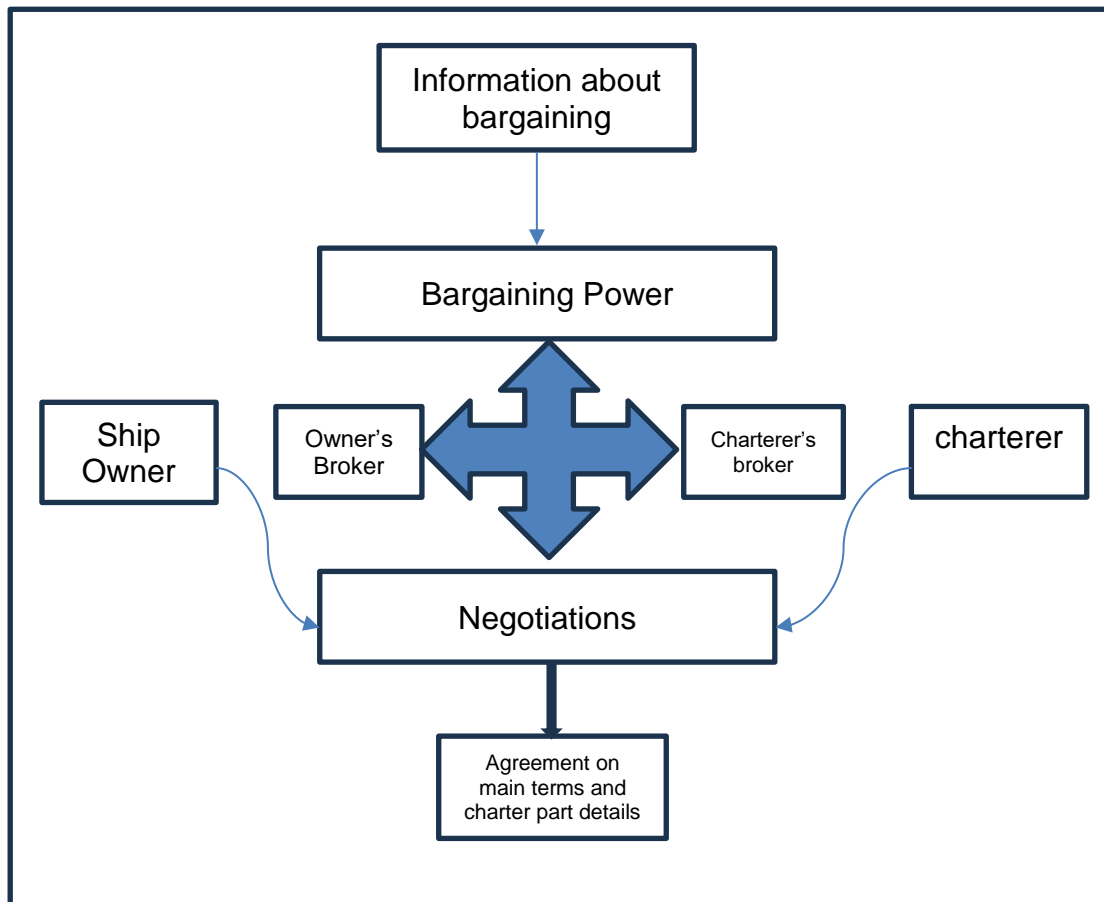 Information about
bargaining
Bargaining Power
Ship
Owner
Owner’s
Broker
Charterer’s
broker
charterer
Negotiations
Agreement on
main terms and
charter part details